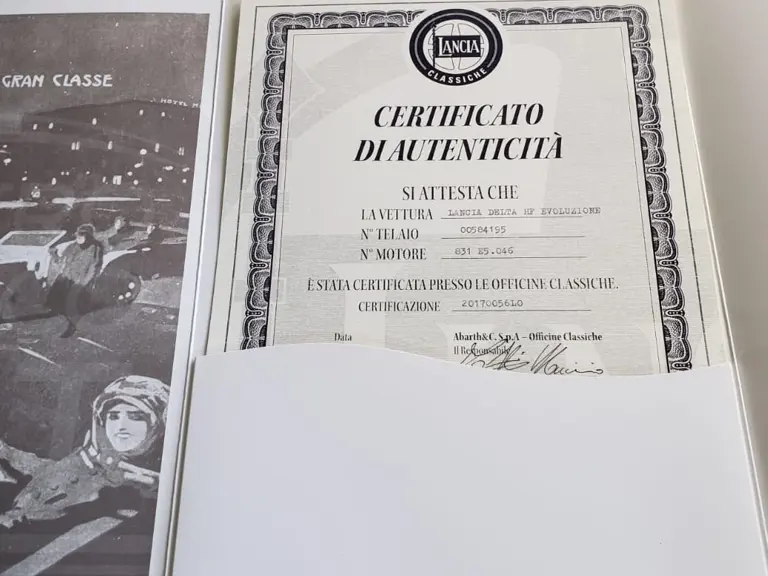 GRAN CLASSE
HOTEL
LANCIA
CLASSICHE
CERTIFICATO
DI AUTENTICITÀ
SI ATTESTA CHE
LA VETTURA LANCIA DELTA HF EVOLUZIONE
N° TELAIO 00584195
N° MOTORE 831 E5.046
È STATA CERTIFICATA PRESSO LE OFFICINE CLASSICHE.
CERTIFICAZIONE 2017005610
Data
Abarth&C. S.p.A – Officine Classiche
Il Responsabile